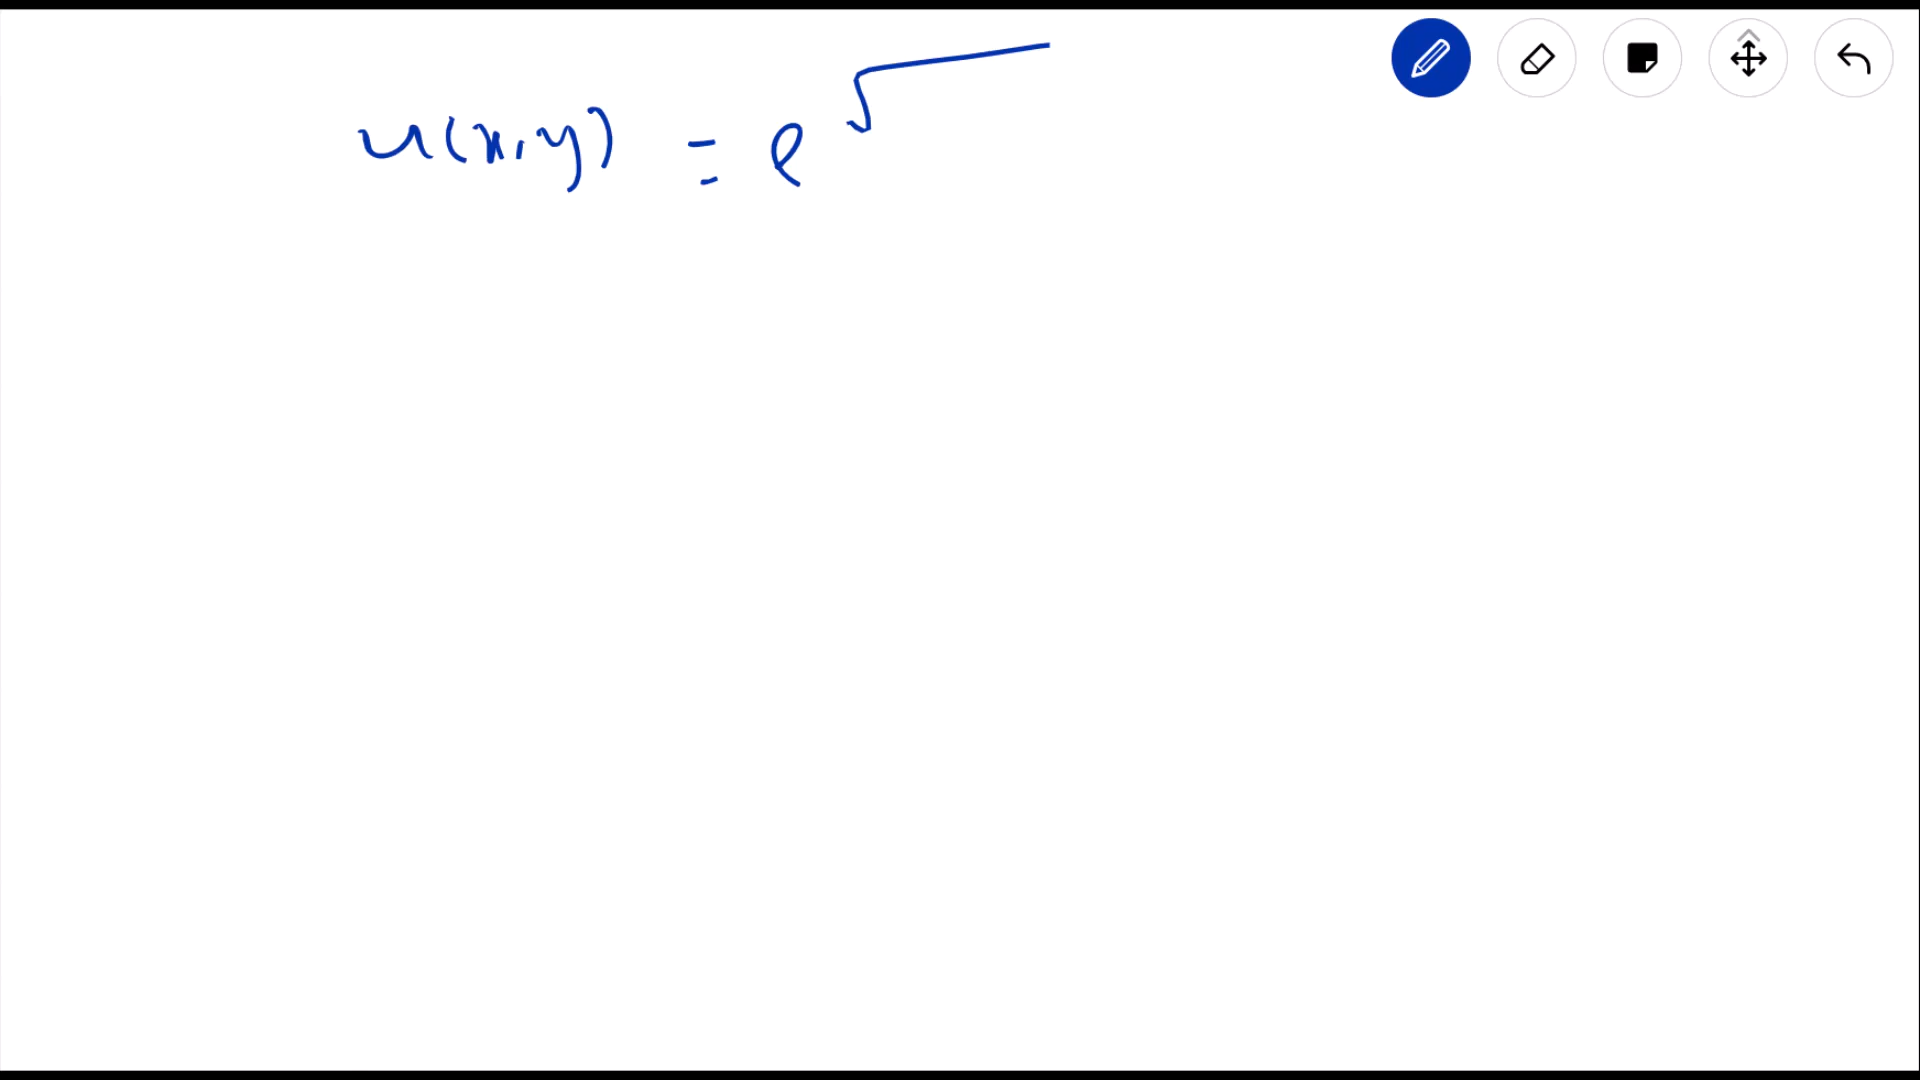 u(x,y) = e^√